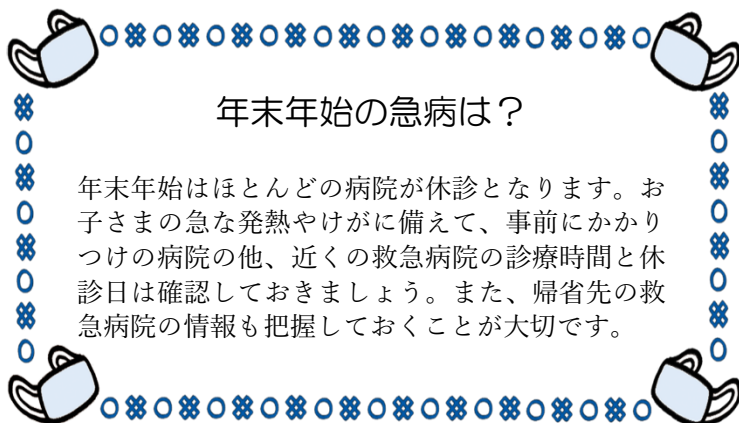 年末年始の急病は？
年末年始はほとんどの病院が休診となります。お
子さまの急な発熱やけがに備えて、事前にかかり
つけの病院の他、近くの救急病院の診療時間と休
診日は確認しておきましょう。また、帰省先の救
急病院の情報も把握しておくことが大切です。